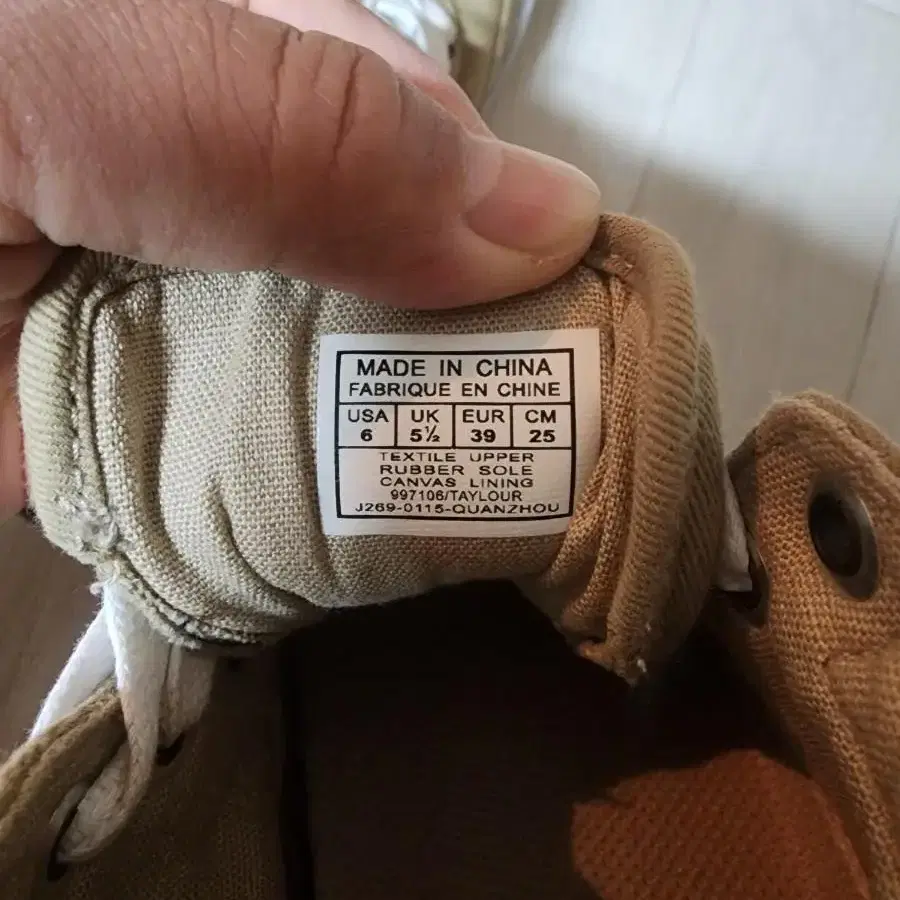 MADE IN CHINA
FABRIQUE EN CHINE
USA UK EUR CM
6 5½ 39 25
TEXTILE UPPER
RUBBER SOLE
CANVAS LINING
997106/TAYLOUR
J269-0115-QUANZHOU